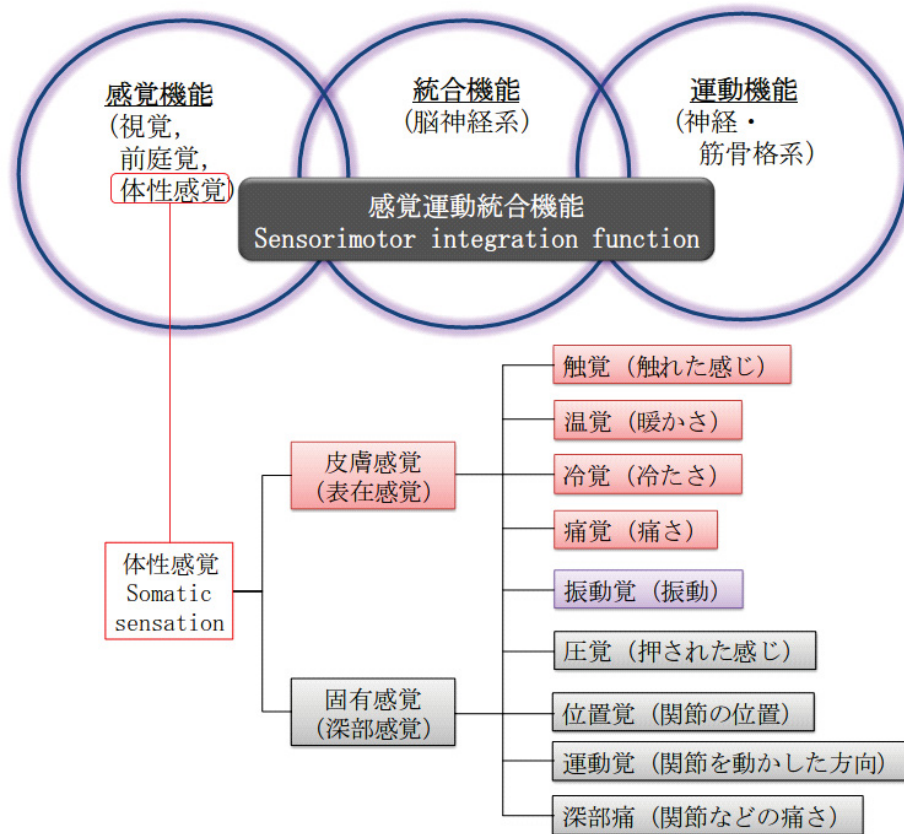 感覚機能
(視覚,
前庭覚,
体性感覚)
統合機能
(脳神経系)
運動機能
(神経・
筋骨格系)
感覚運動統合機能
Sensorimotor integration function
体性感覚
Somatic
sensation
皮膚感覚
(表在感覚)
固有感覚
(深部感覚)
触覚（触れた感じ）
温覚（暖かさ）
冷覚（冷たさ）
痛覚（痛さ）
振動覚（振動）
圧覚（押された感じ）
位置覚（関節の位置）
運動覚（関節を動かした方向）
深部痛（関節などの痛さ）